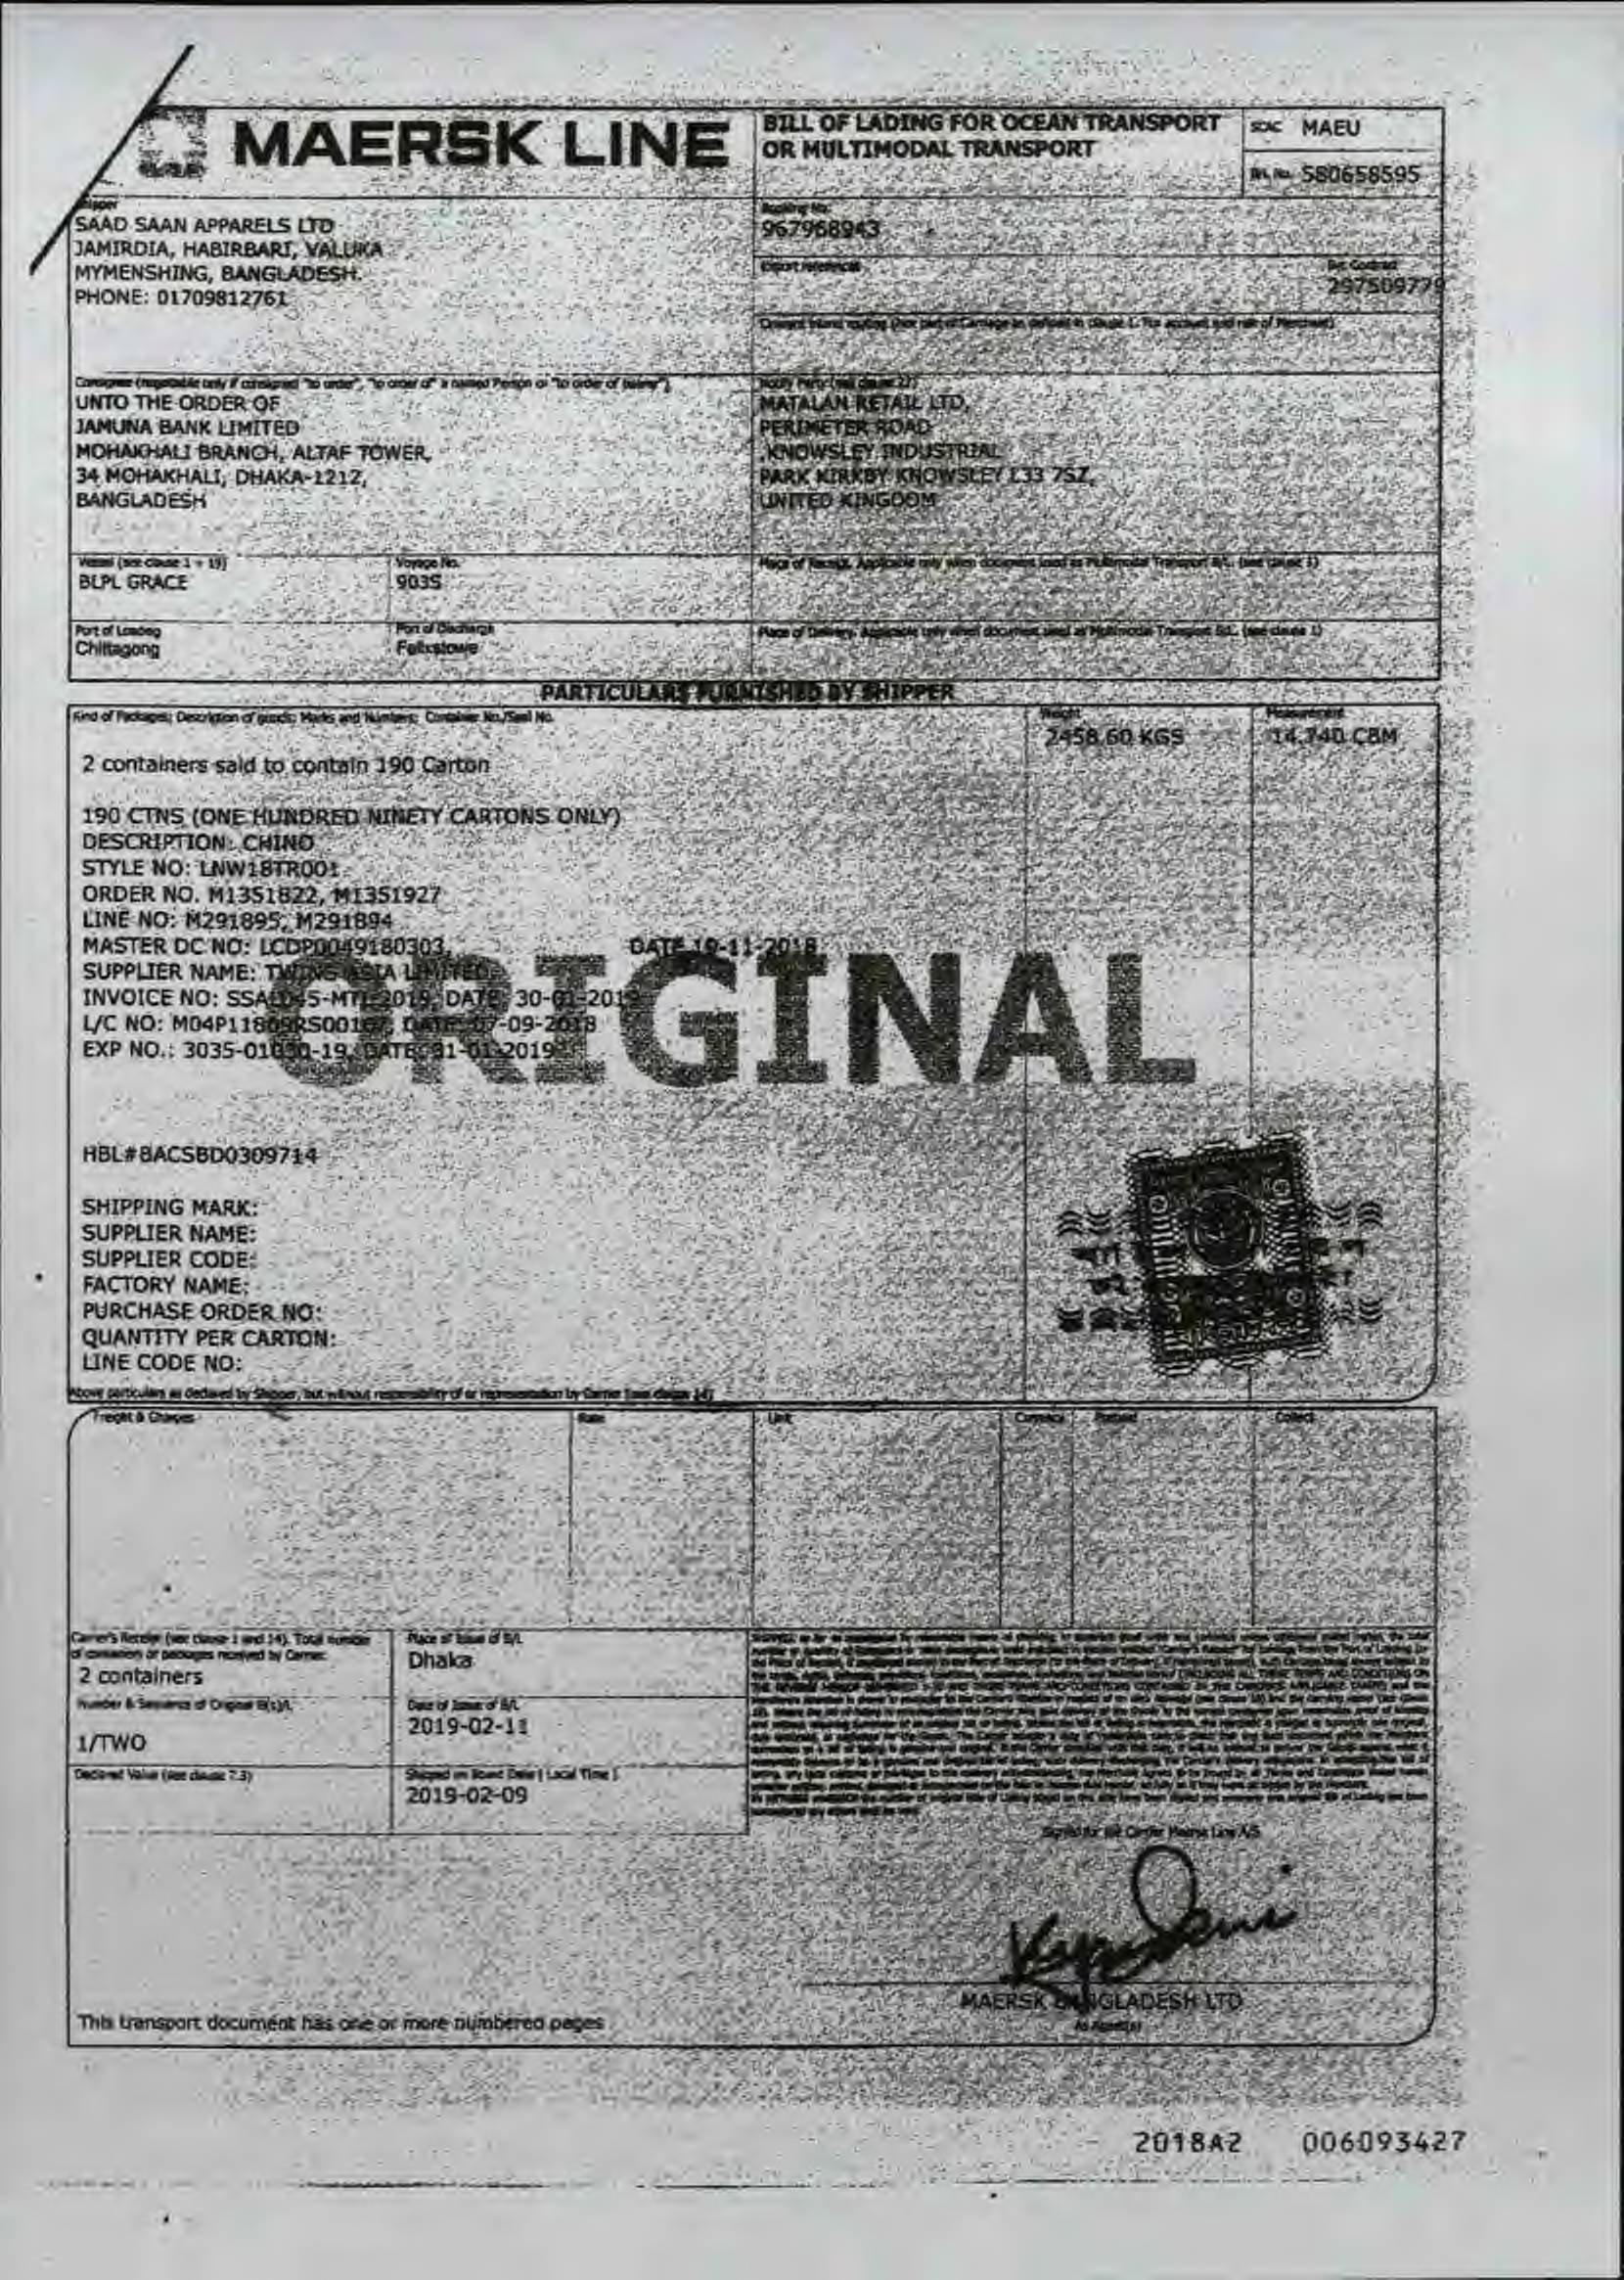 MAERSK LINE
BILL OF LADING FOR OCEAN TRANSPORT
OR MULTIMODAL TRANSPORT
SCAC MAEU
B/L No. 580658595
Shipper
SAAD SAAN APPARELS LTD
JAMIRDIA, HABIRBARI, VALUKA
MYMENSHING, BANGLADESH.
PHONE: 01709812761
Booking No.
967968943
Export references
Svc Contract
297509779
Onward inland routing (Not part of Carriage as defined in clause 1. For account and risk of Merchant)
Consignee (negotiable only if consigned "to order", "to order of" a named Person or "to order of bearer")
UNTO THE ORDER OF
JAMUNA BANK LIMITED
MOHAKHALI BRANCH, ALTAF TOWER,
34 MOHAKHALI, DHAKA-1212,
BANGLADESH
Notify Party (see clause 22)
MATALAN RETAIL LTD,
PERIMETER ROAD
,KNOWSLEY INDUSTRIAL
PARK KIRKBY KNOWSLEY L33 7SZ,
UNITED KINGDOM
Vessel (see clause 1 + 19)
BLPL GRACE
Voyage No.
903S
Place of Receipt. Applicable only when document used as Multimodal Transport B/L. (see clause 1)
Port of Loading
Chittagong
Port of Discharge
Felixstowe
Place of Delivery. Applicable only when document used as Multimodal Transport B/L. (see clause 1)
PARTICULARS FURNISHED BY SHIPPER
Kind of Packages; Description of goods; Marks and Numbers; Container No./Seal No.
Weight
2458.60 KGS
Measurement
14.740 CBM
2 containers said to contain 190 Carton
190 CTNS (ONE HUNDRED NINETY CARTONS ONLY)
DESCRIPTION: CHINO
STYLE NO: LNW18TR001
ORDER NO. M1351822, M1351927
LINE NO: M291895, M291894
MASTER DC NO: LCDP0049180303, DATE 19-11-2018
SUPPLIER NAME: TWINS ASIA LIMITED
INVOICE NO: DATE: 30-01-2019
L/C NO: DATE: 07-09-2018
EXP NO.: DATE: 31-01-2019
ORIGINAL
HBL#BACSBD0309714
SHIPPING MARK:
SUPPLIER NAME:
SUPPLIER CODE:
FACTORY NAME:
PURCHASE ORDER NO:
QUANTITY PER CARTON:
LINE CODE NO:
Above particulars as declared by Shipper, but without responsibility of or representation by Carrier (see clause 14)
Freight & Charges
Rate
Unit
Currency
Prepaid
Collect
Carrier's Receipt (see clause 1 and 14). Total number
of containers or packages received by Carrier.
2 containers
Place of Issue of B/L
Dhaka
Number & Sequence of Original B(s)/L
1/TWO
Date of Issue of B/L
2019-02-11
Declared Value (see clause 7.3)
Shipped on Board Date ( Local Time )
2019-02-09
Signed for the Carrier Maersk Line A/S
MAERSK BANGLADESH LTD
As Agent(s)
This transport document has one or more numbered pages
2018A2 006093427